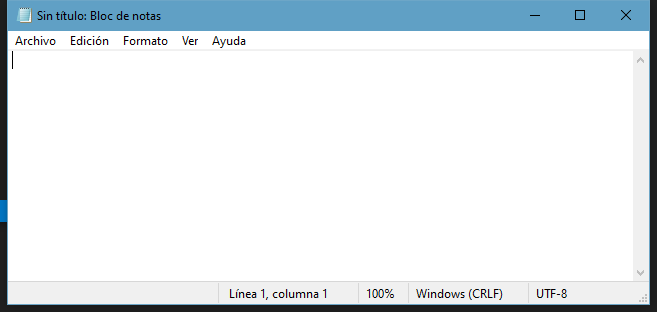 Sin título: Bloc de notas
Archivo Edición Formato Ver Ayuda
Línea 1, columna 1 100% Windows (CRLF) UTF-8